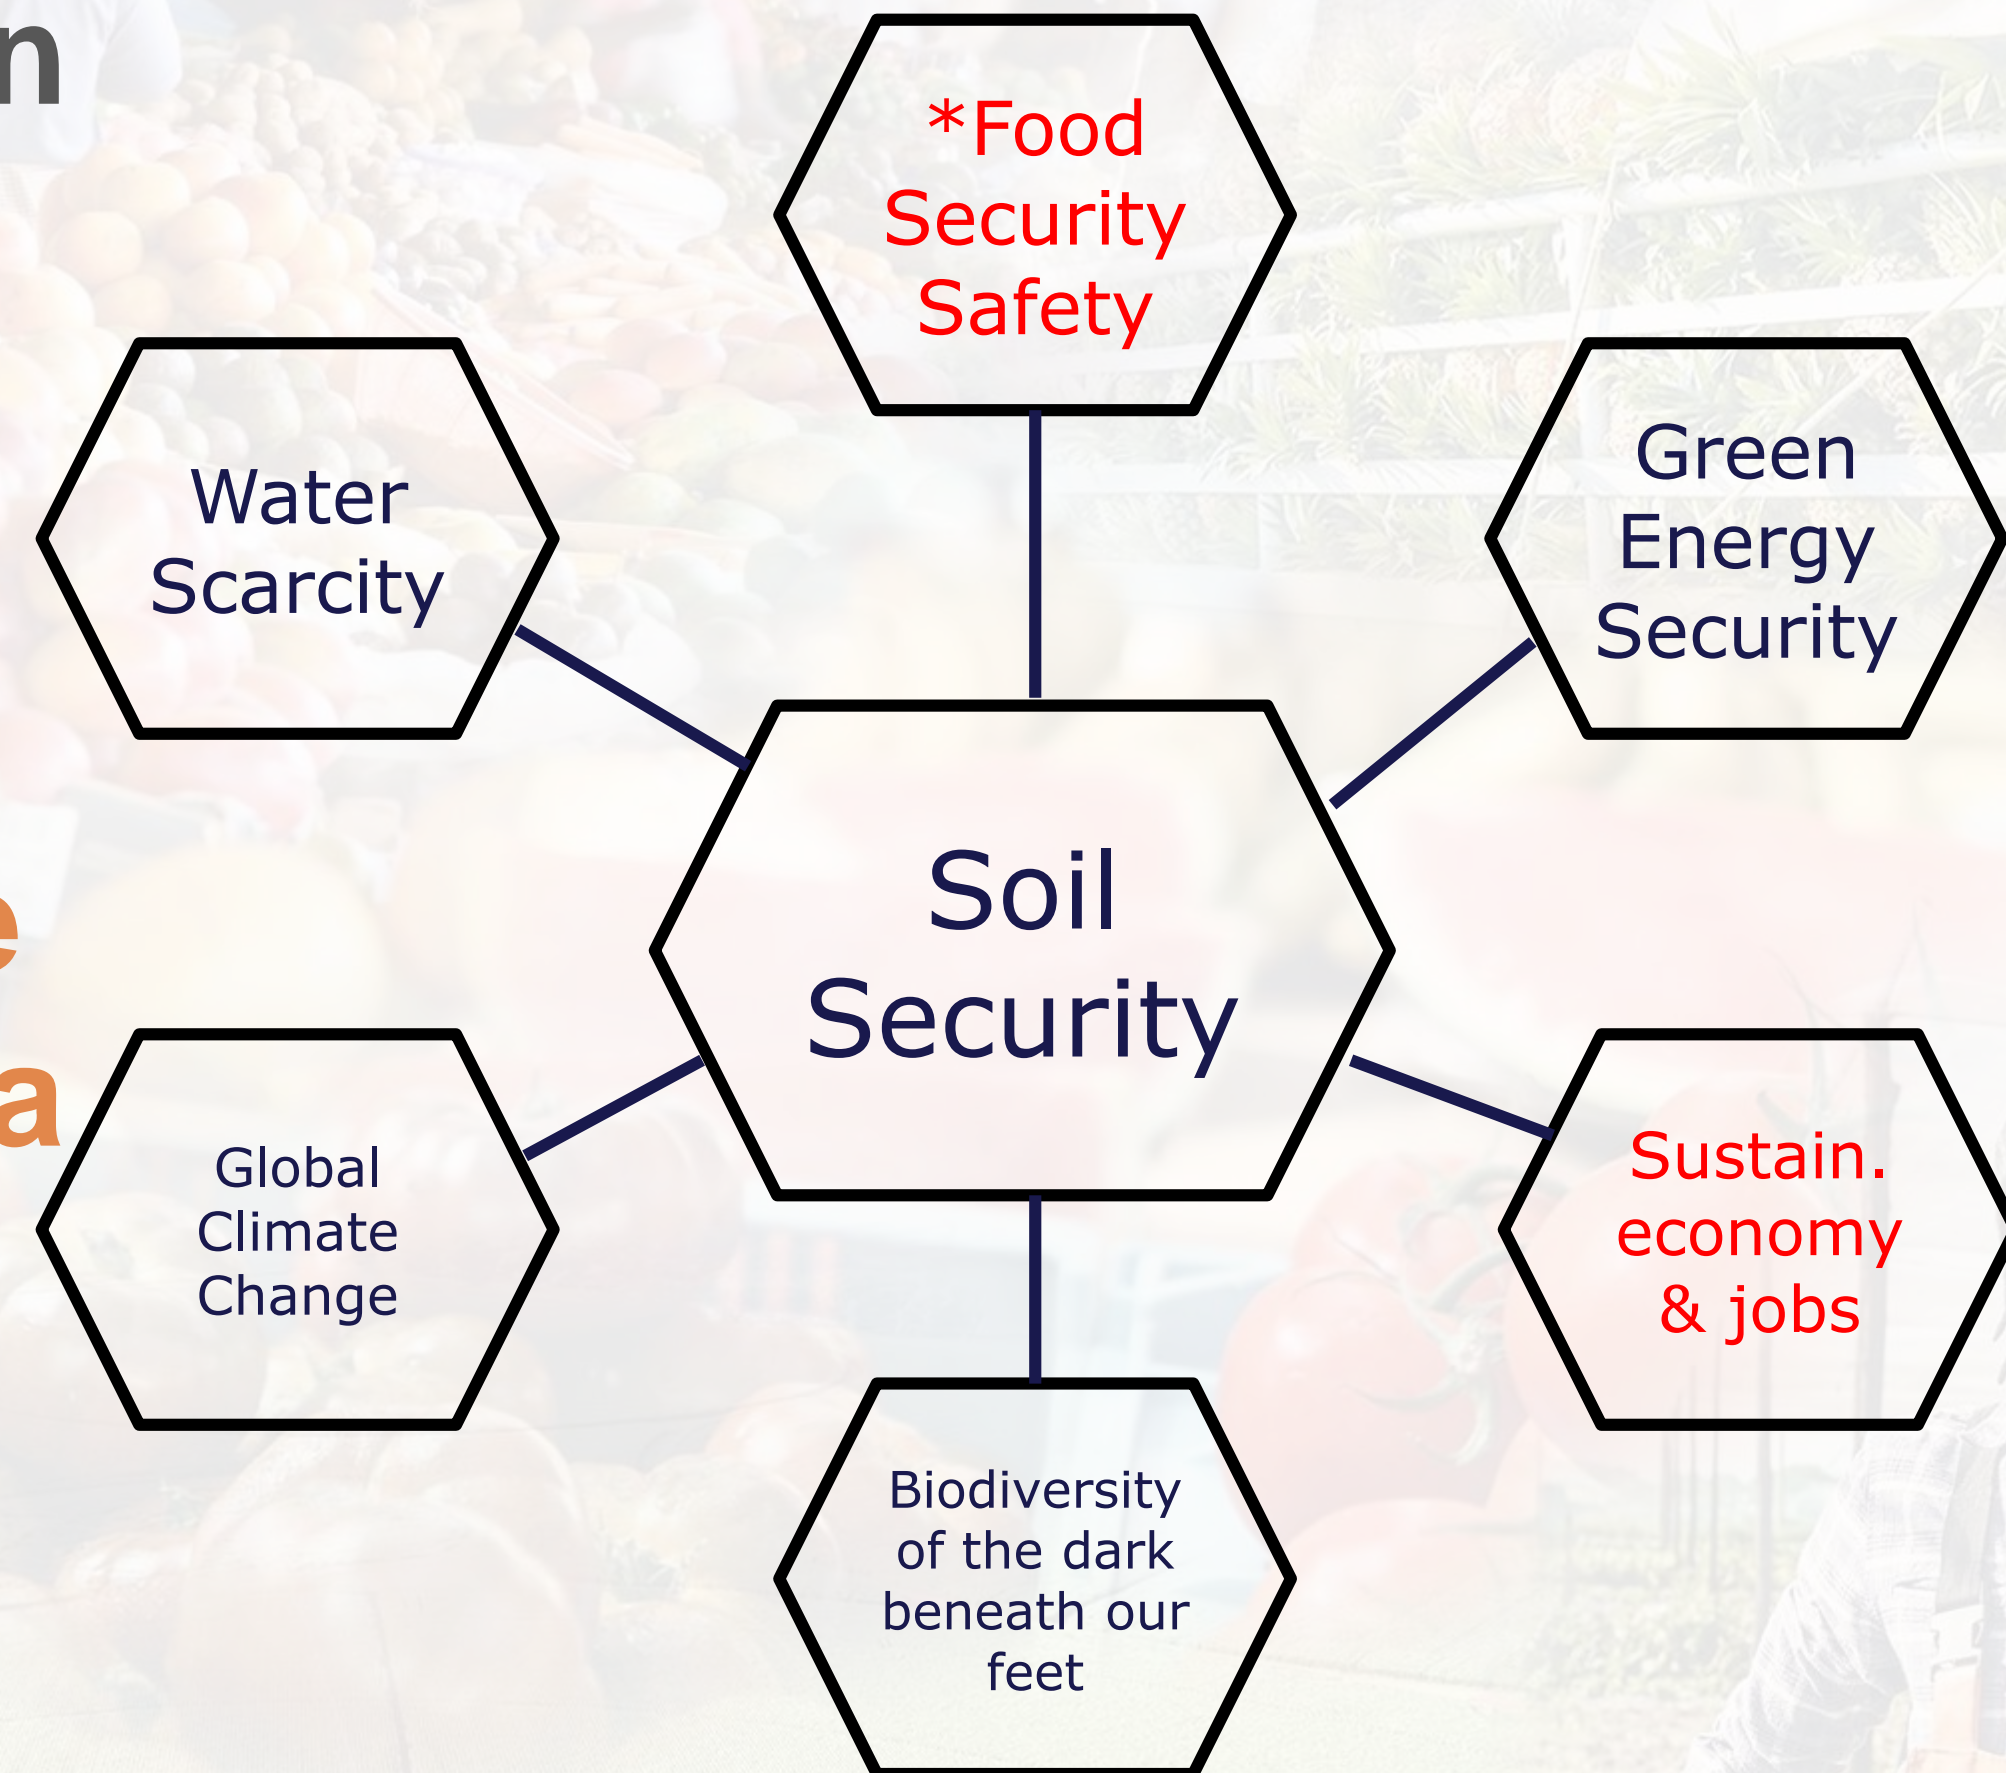 n
*Food
Security
Safety
Water
Scarcity
Green
Energy
Security
Soil
Security
e
a
Global
Climate
Change
Sustain.
economy
& jobs
Biodiversity
of the dark
beneath our
feet